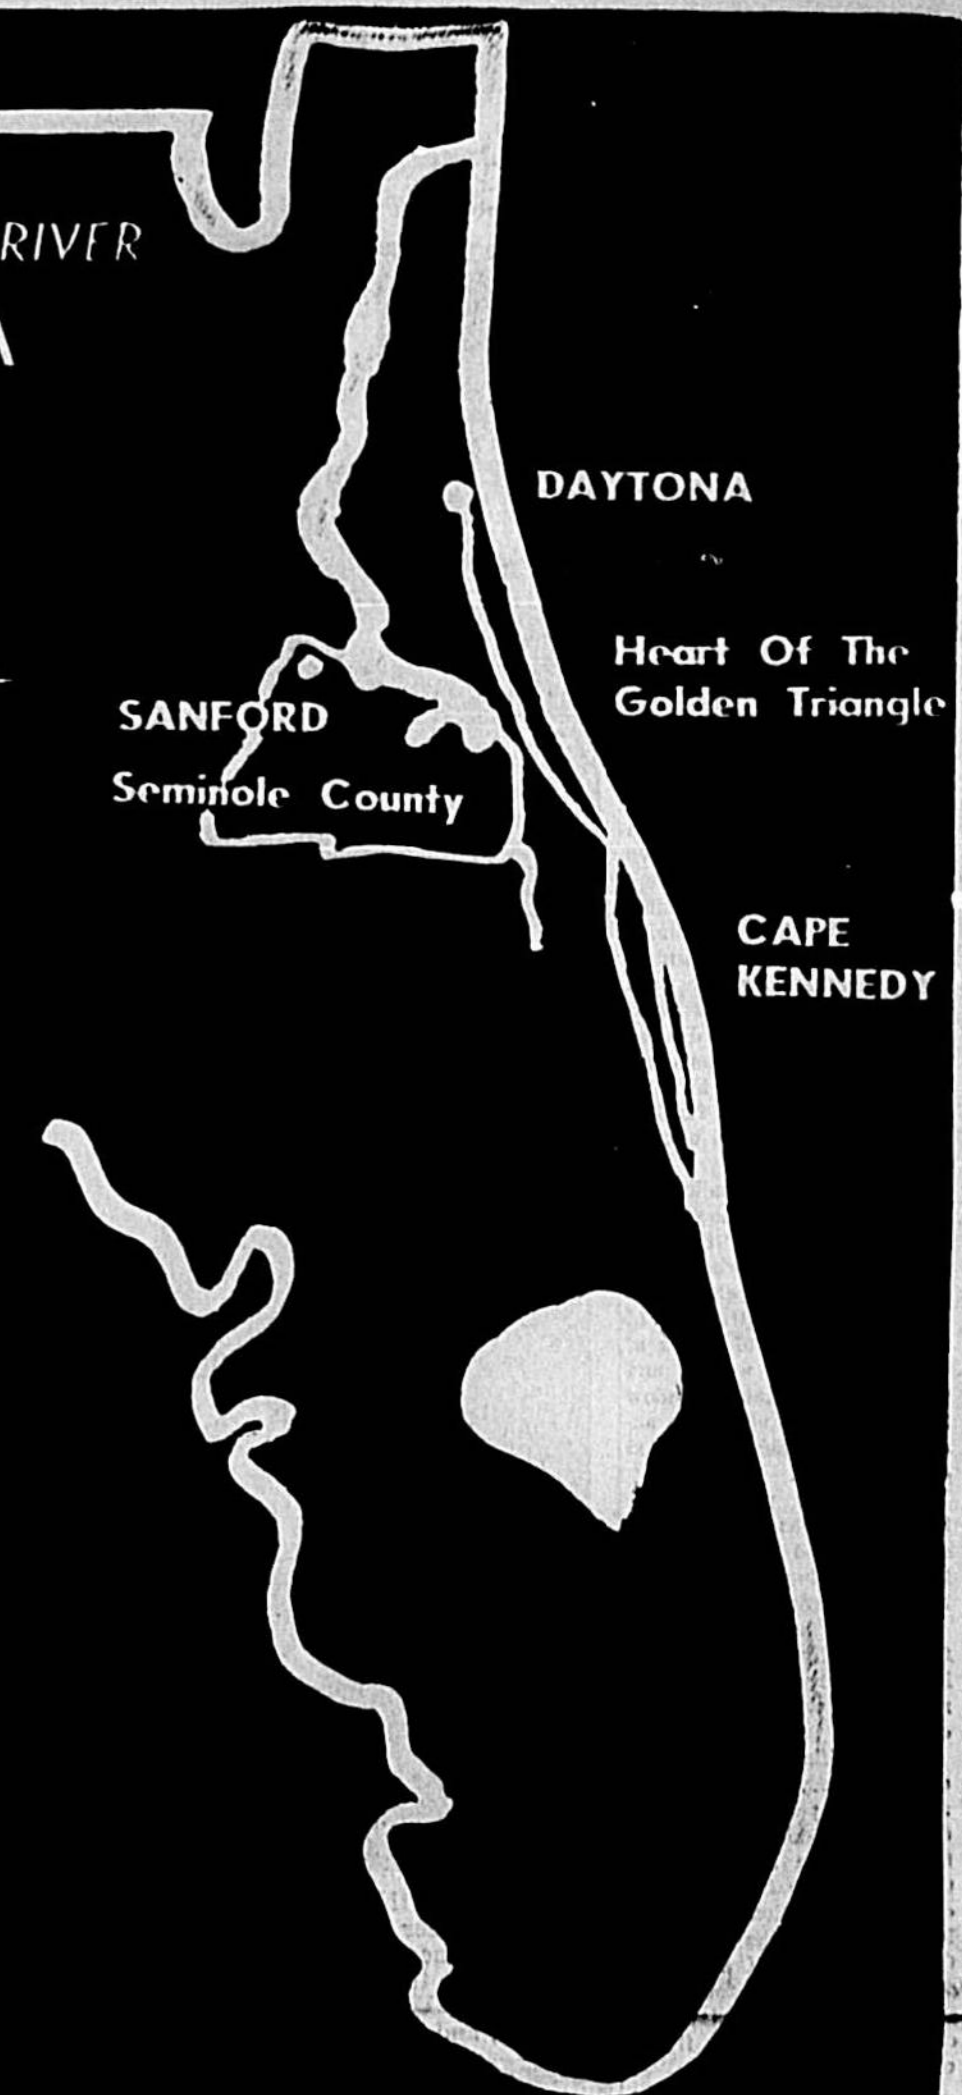 RIVER
DAYTONA
Heart Of The
Golden Triangle
SANFORD
Seminole County
CAPE
KENNEDY